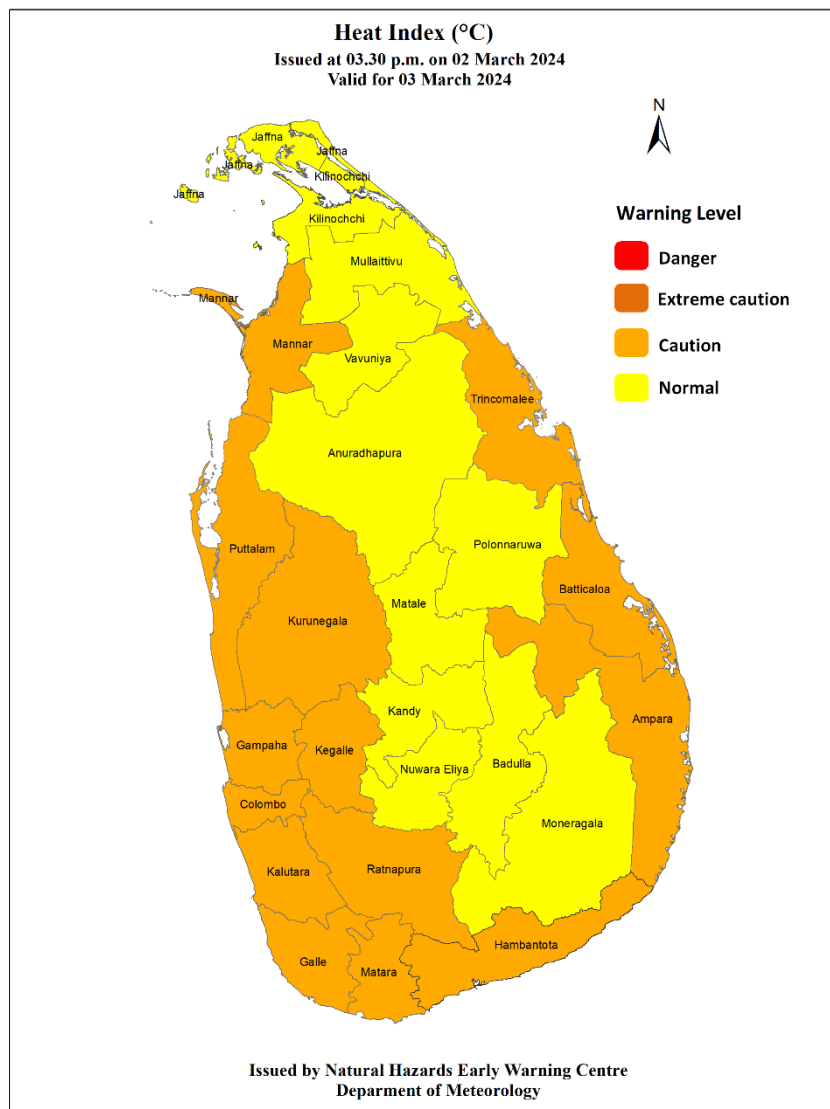 Heat Index (°C)
Issued at 03.30 p.m. on 02 March 2024
Valid for 03 March 2024
N
Jaffna
Jaffna
Jaffna
Kilinochchi
Jaffna
Kilinochchi
Mullaittivu
Mannar
Mannar
Vavuniya
Trincomalee
Anuradhapura
Puttalam
Polonnaruwa
Batticaloa
Matale
Kurunegala
Kandy
Ampara
Gampaha
Kegalle
Nuwara Eliya
Badulla
Colombo
Moneragala
Kalutara
Ratnapura
Hambantota
Galle
Matara
Warning Level
Danger
Extreme caution
Caution
Normal
Issued by Natural Hazards Early Warning Centre
Deparment of Meteorology